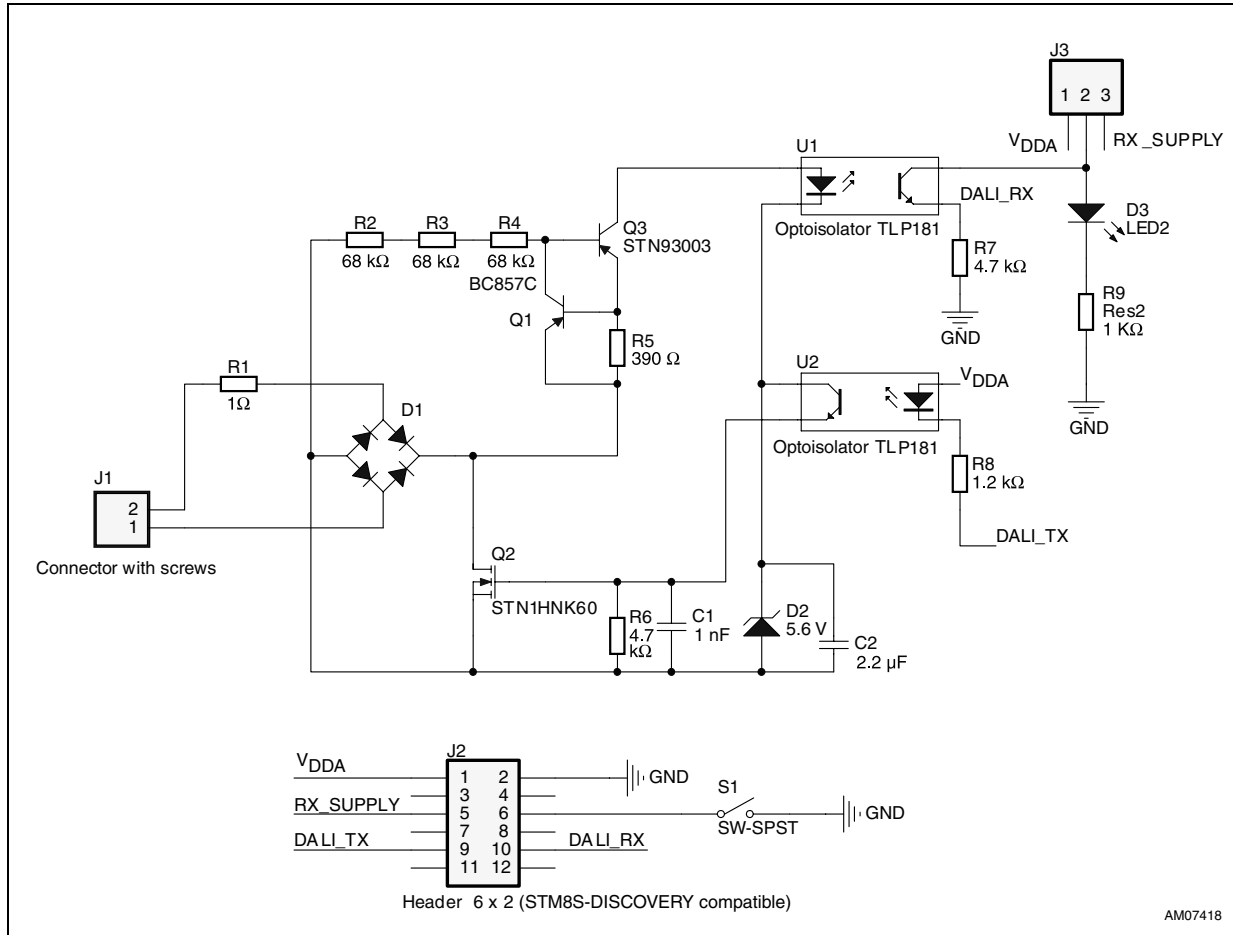 J3
1 2 3
VDDA
RX_SUPPLY
U1
DALI_RX
Optoisolator TLP181
D3
LED2
R7
4.7 kΩ
GND
R9
Res2
1 KΩ
GND
R2
68 kΩ
R3
68 kΩ
R4
68 kΩ
Q3
STN93003
BC857C
Q1
R5
390 Ω
U2
VDDA
Optoisolator TLP181
R8
1.2 kΩ
DALI_TX
R1
1Ω
D1
J1
2
1
Connector with screws
Q2
STN1HNK60
R6
4.7
kΩ
C1
1 nF
D2
5.6 V
C2
2.2 µF
J2
VDDA
1 2
GND
3 4
RX_SUPPLY
5 6
S1
SW-SPST
GND
7 8
DALI_TX
9 10
DALI_RX
11 12
Header 6 x 2 (STM8S-DISCOVERY compatible)
AM07418